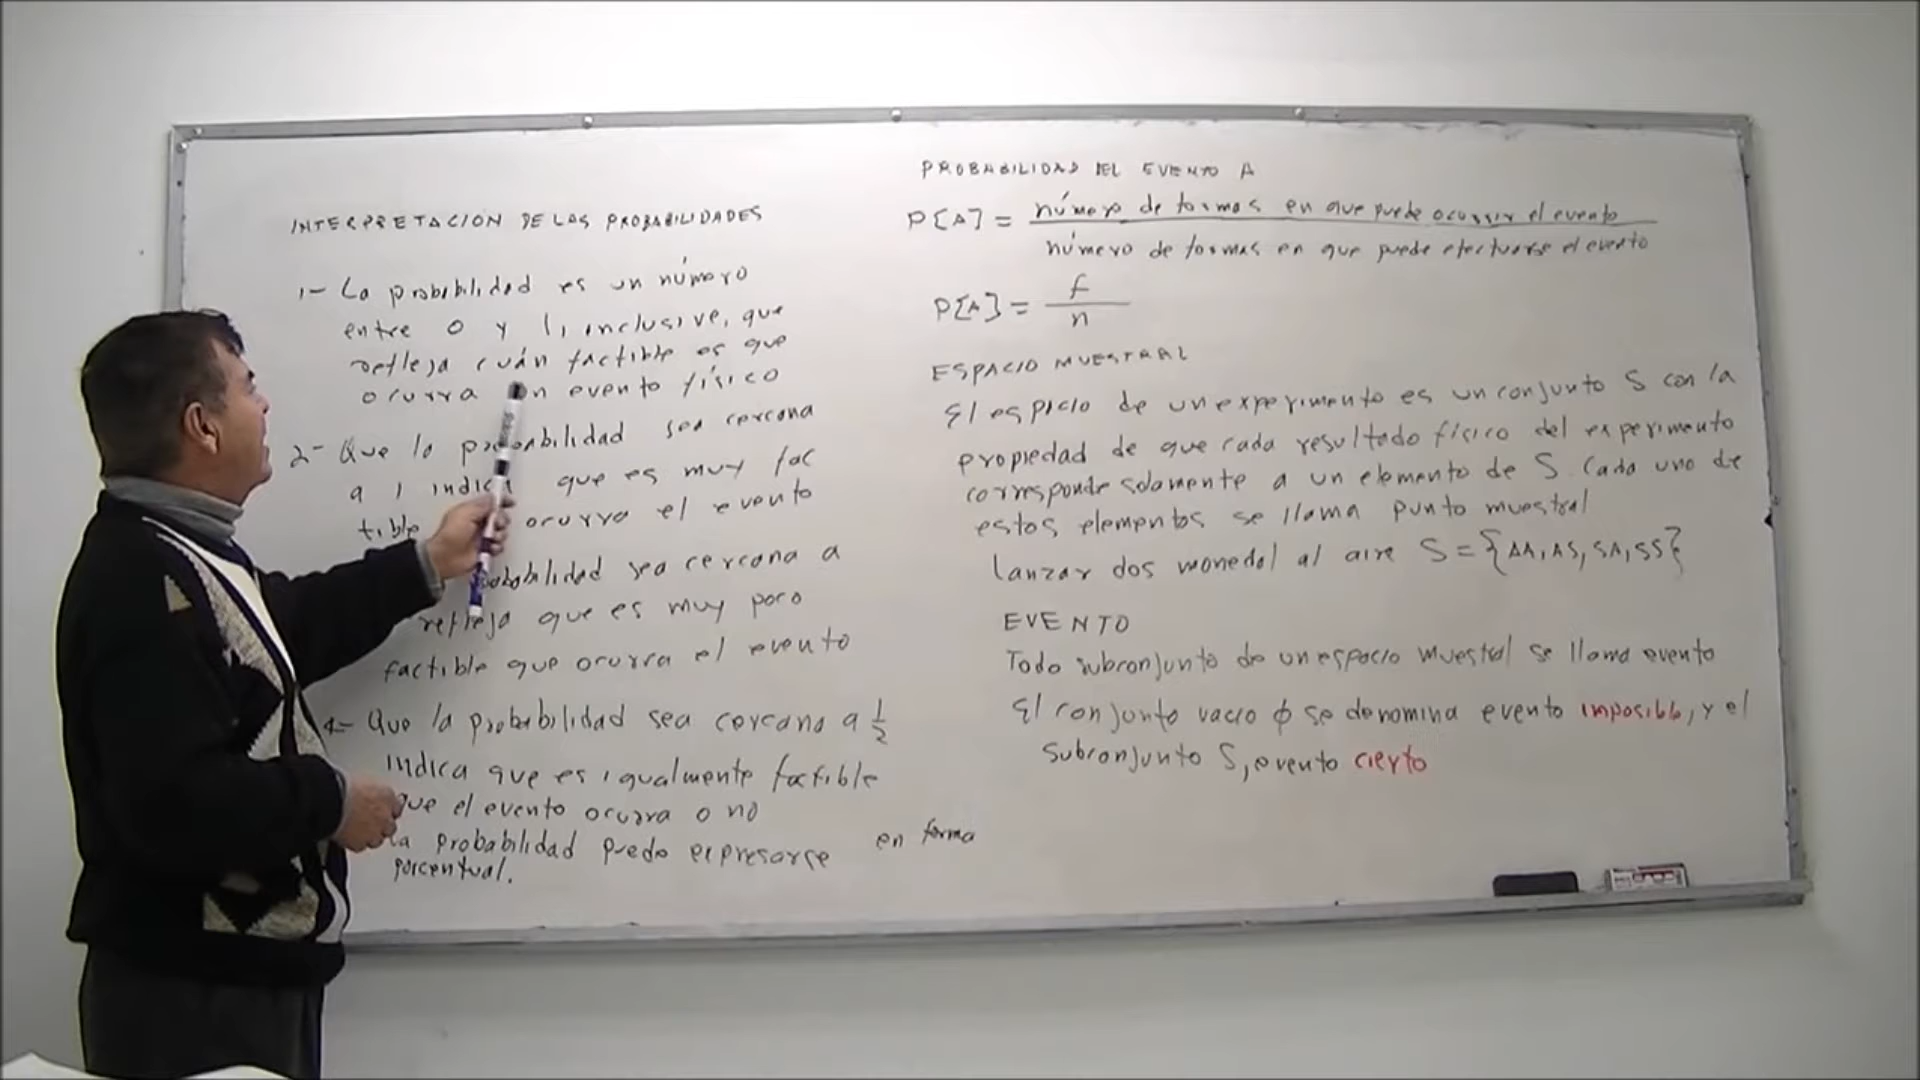 INTERPRETACION DE LAS PROBABILIDADES
1- La probabilidad es un número
entre 0 y 1, inclusive, que
refleja cuán factible es que
ocurra un evento físico
2- Que la probabilidad sea cercana
a 1 indica que es muy fac
tible ocurra el evento
probabilidad sea cercana a
refleja que es muy poco
factible que ocurra el evento
4- Que la probabilidad sea cercana a 1/2
indica que es igualmente factible
que el evento ocurra o no
La probabilidad puede expresarse en forma
porcentual.
PROBABILIDAD DEL EVENTO A
P[A] = número de formas en que puede ocurrir el evento
número de formas en que puede efectuarse el evento
P[A] = f/n
ESPACIO MUESTRAL
El espacio de un experimento es un conjunto S con la
propiedad de que cada resultado físico del experimento
corresponde solamente a un elemento de S. Cada uno de
estos elementos se llama punto muestral
lanzar dos monedas al aire S = {AA, AS, SA, SS}
EVENTO
Todo subconjunto de un espacio muestral se llama evento
El conjunto vacio ϕ se denomina evento imposible, y el
subconjunto S, evento cierto